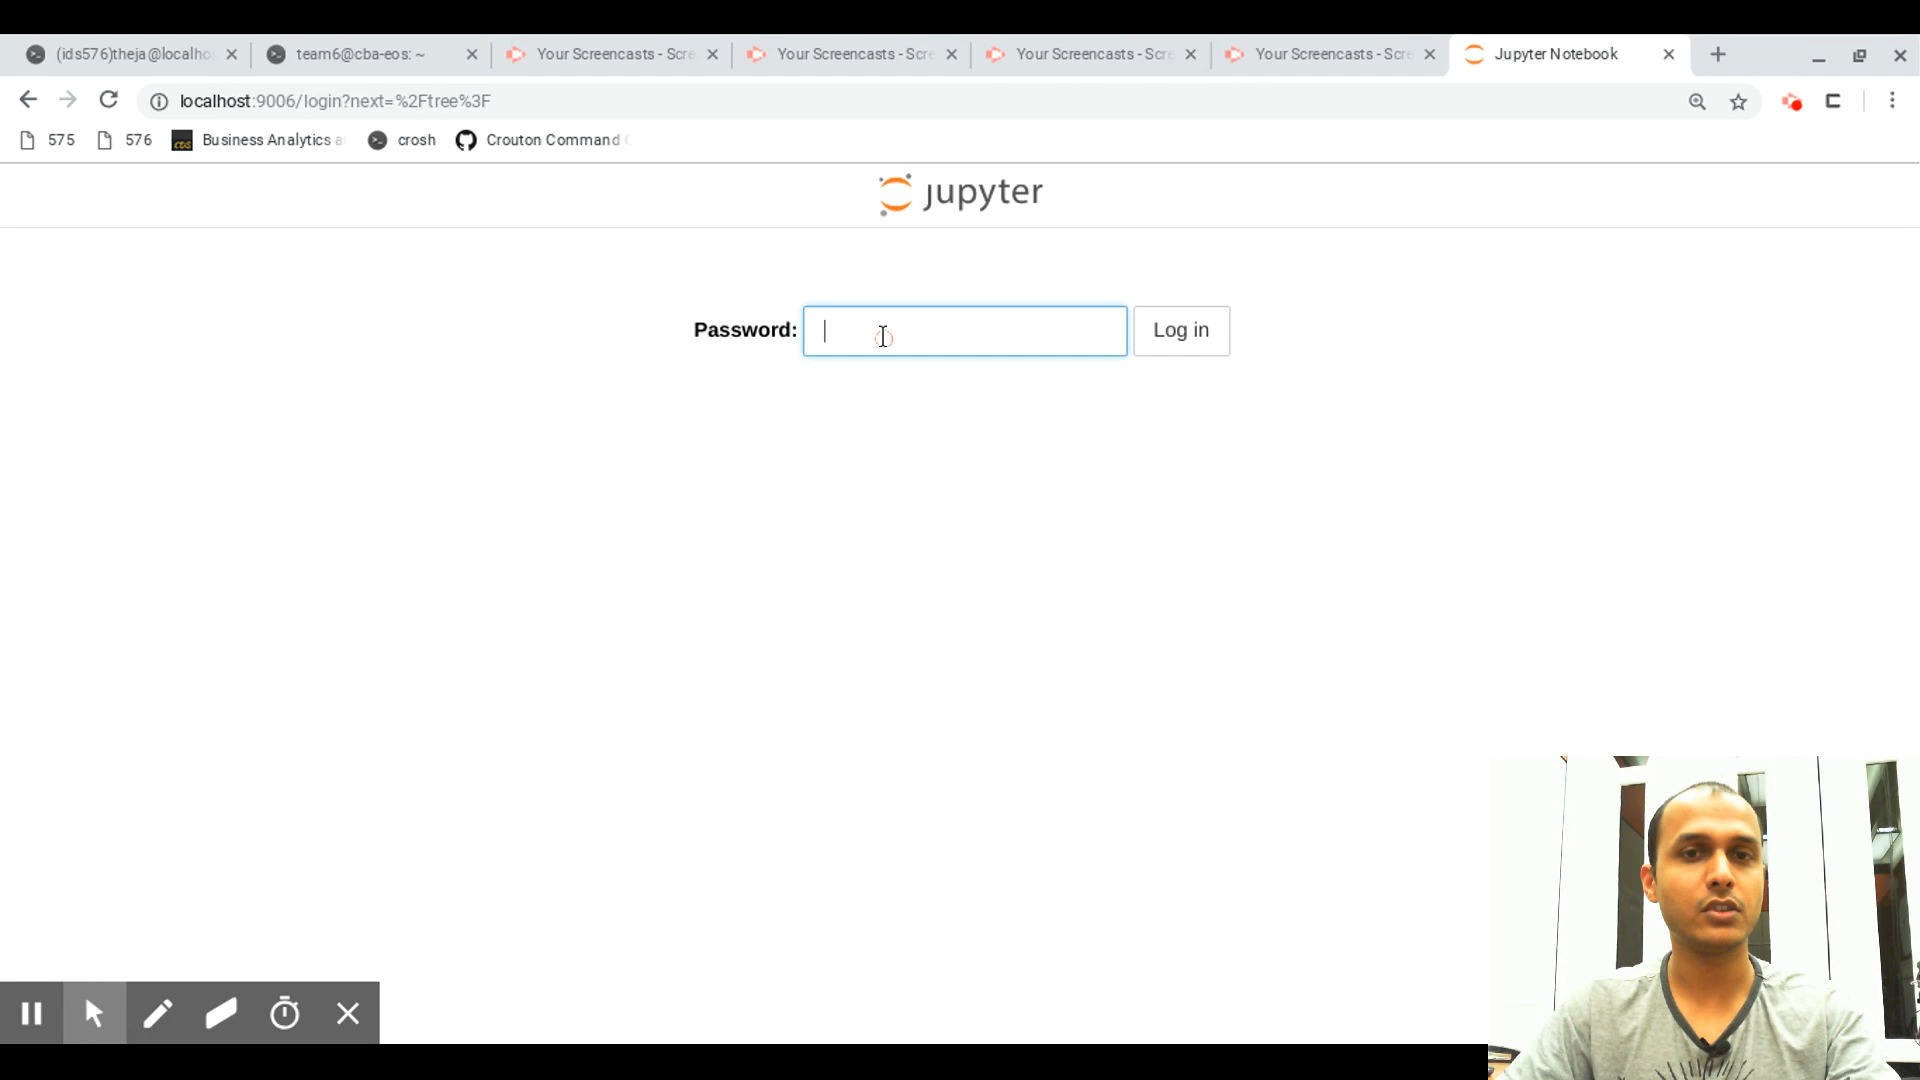 (ids576)theja@localho
team6@cba-eos: ~
Your Screencasts - Scre
Your Screencasts - Scre
Your Screencasts - Scre
Your Screencasts - Scre
Jupyter Notebook
localhost:9006/login?next=%2Ftree%3F
575
576
Business Analytics a
crosh
Crouton Command
jupyter
Password:
Log in